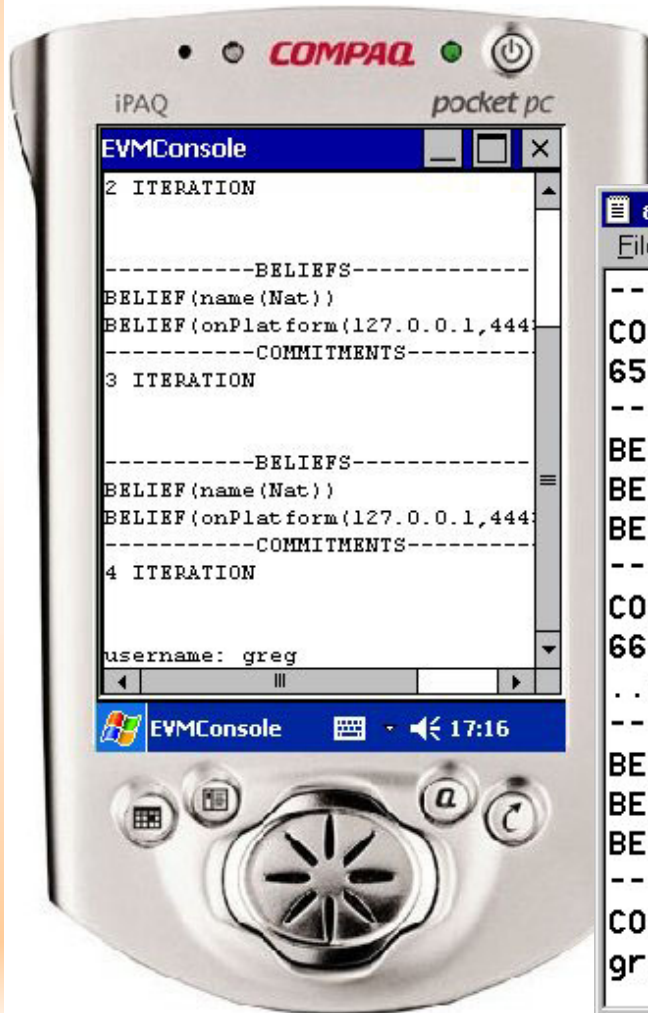 COMPAQ
iPAQ pocket pc
EVMConsole
2 ITERATION
-----------BELIEFS-------------
BELIEF(name(Nat))
BELIEF(onPlatform(127.0.0.1,444
-----------COMMITMENTS----------
3 ITERATION
-----------BELIEFS-------------
BELIEF(name(Nat))
BELIEF(onPlatform(127.0.0.1,444
-----------COMMITMENTS----------
4 ITERATION
username: greg
EVMConsole 17:16
a
File
--
CO
65
--
BE
BE
BE
--
CO
66
..
--
BE
BE
BE
--
CO
gr